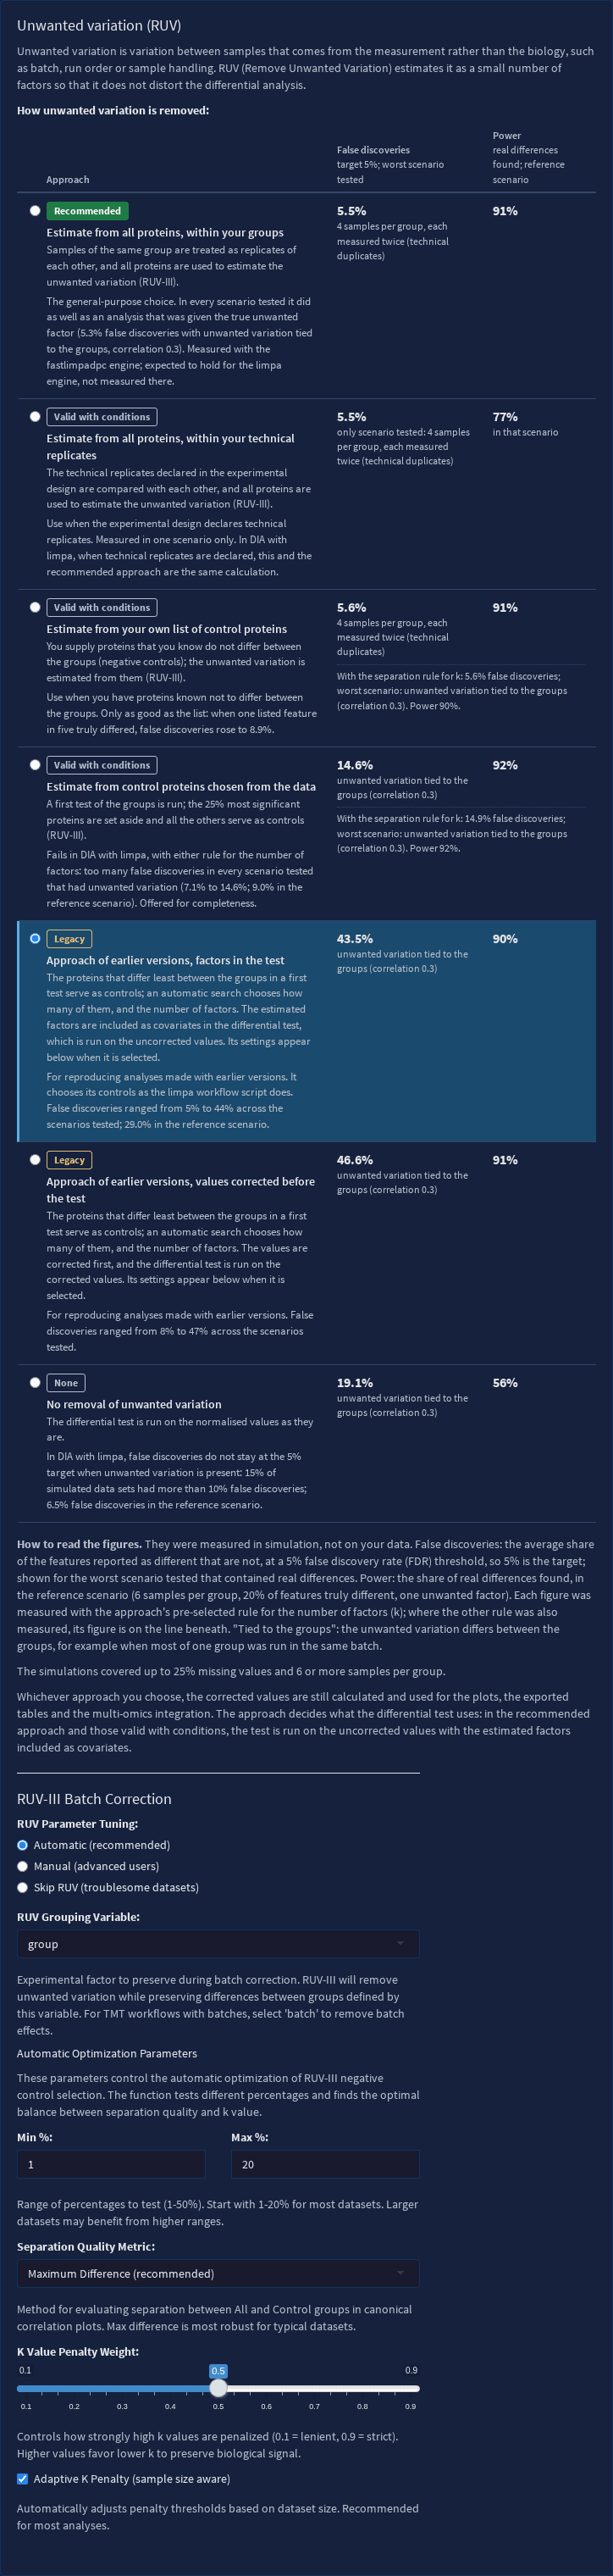 Unwanted variation (RUV)
Unwanted variation is variation between samples that comes from the measurement rather than the biology, such
as batch, run order or sample handling. RUV (Remove Unwanted Variation) estimates it as a small number of
factors so that it does not distort the differential analysis.
How unwanted variation is removed:
Approach
False discoveries
target 5%; worst scenario
tested
Power
real differences
found; reference
scenario
Recommended
Estimate from all proteins, within your groups
Samples of the same group are treated as replicates of
each other, and all proteins are used to estimate the
unwanted variation (RUV-III).
The general-purpose choice. In every scenario tested it did
as well as an analysis that was given the true unwanted
factor (5.3% false discoveries with unwanted variation tied
to the groups, correlation 0.3). Measured with the
fastlimpadpc engine; expected to hold for the limpa
engine, not measured there.
5.5%
4 samples per group, each
measured twice (technical
duplicates)
91%
Valid with conditions
Estimate from all proteins, within your technical
replicates
The technical replicates declared in the experimental
design are compared with each other, and all proteins are
used to estimate the unwanted variation (RUV-III).
Use when the experimental design declares technical
replicates. Measured in one scenario only. In DIA with
limpa, when technical replicates are declared, this and the
recommended approach are the same calculation.
5.5%
only scenario tested: 4 samples
per group, each measured
twice (technical duplicates)
77%
in that scenario
Valid with conditions
Estimate from your own list of control proteins
You supply proteins that you know do not differ between
the groups (negative controls); the unwanted variation is
estimated from them (RUV-III).
Use when you have proteins known not to differ between
the groups. Only as good as the list: when one listed feature
in five truly differed, false discoveries rose to 8.9%.
5.6%
4 samples per group, each
measured twice (technical
duplicates)
91%
With the separation rule for k: 5.6% false discoveries;
worst scenario: unwanted variation tied to the groups
(correlation 0.3). Power 90%.
Valid with conditions
Estimate from control proteins chosen from the data
A first test of the groups is run; the 25% most significant
proteins are set aside and all the others serve as controls
(RUV-III).
Fails in DIA with limpa, with either rule for the number of
factors: too many false discoveries in every scenario tested
that had unwanted variation (7.1% to 14.6%; 9.0% in the
reference scenario). Offered for completeness.
14.6%
unwanted variation tied to the
groups (correlation 0.3)
92%
With the separation rule for k: 14.9% false discoveries;
worst scenario: unwanted variation tied to the groups
(correlation 0.3). Power 92%.
Legacy
Approach of earlier versions, factors in the test
The proteins that differ least between the groups in a first
test serve as controls; an automatic search chooses how
many of them, and the number of factors. The estimated
factors are included as covariates in the differential test,
which is run on the uncorrected values. Its settings appear
below when it is selected.
For reproducing analyses made with earlier versions. It
chooses its controls as the limpa workflow script does.
False discoveries ranged from 5% to 44% across the
scenarios tested; 29.0% in the reference scenario.
43.5%
unwanted variation tied to the
groups (correlation 0.3)
90%
Legacy
Approach of earlier versions, values corrected before
the test
The proteins that differ least between the groups in a first
test serve as controls; an automatic search chooses how
many of them, and the number of factors. The values are
corrected first, and the differential test is run on the
corrected values. Its settings appear below when it is
selected.
For reproducing analyses made with earlier versions. False
discoveries ranged from 8% to 47% across the scenarios
tested.
46.6%
unwanted variation tied to the
groups (correlation 0.3)
91%
None
No removal of unwanted variation
The differential test is run on the normalised values as they
are.
In DIA with limpa, false discoveries do not stay at the 5%
target when unwanted variation is present: 15% of
simulated data sets had more than 10% false discoveries;
6.5% false discoveries in the reference scenario.
19.1%
unwanted variation tied to the
groups (correlation 0.3)
56%
How to read the figures. They were measured in simulation, not on your data. False discoveries: the average share
of the features reported as different that are not, at a 5% false discovery rate (FDR) threshold, so 5% is the target;
shown for the worst scenario tested that contained real differences. Power: the share of real differences found, in
the reference scenario (6 samples per group, 20% of features truly different, one unwanted factor). Each figure was
measured with the approach's pre-selected rule for the number of factors (k); where the other rule was also
measured, its figure is on the line beneath. "Tied to the groups": the unwanted variation differs between the
groups, for example when most of one group was run in the same batch.
The simulations covered up to 25% missing values and 6 or more samples per group.
Whichever approach you choose, the corrected values are still calculated and used for the plots, the exported
tables and the multi-omics integration. The approach decides what the differential test uses: in the recommended
approach and those valid with conditions, the test is run on the uncorrected values with the estimated factors
included as covariates.
RUV-III Batch Correction
RUV Parameter Tuning:
Automatic (recommended)
Manual (advanced users)
Skip RUV (troublesome datasets)
RUV Grouping Variable:
group
Experimental factor to preserve during batch correction. RUV-III will remove
unwanted variation while preserving differences between groups defined by
this variable. For TMT workflows with batches, select 'batch' to remove batch
effects.
Automatic Optimization Parameters
These parameters control the automatic optimization of RUV-III negative
control selection. The function tests different percentages and finds the optimal
balance between separation quality and k value.
Min %:
Max %:
1
20
Range of percentages to test (1-50%). Start with 1-20% for most datasets. Larger
datasets may benefit from higher ranges.
Separation Quality Metric:
Maximum Difference (recommended)
Method for evaluating separation between All and Control groups in canonical
correlation plots. Max difference is most robust for typical datasets.
K Value Penalty Weight:
0.1 0.5 0.9
0.1 0.2 0.3 0.4 0.5 0.6 0.7 0.8 0.9
Controls how strongly high k values are penalized (0.1 = lenient, 0.9 = strict).
Higher values favor lower k to preserve biological signal.
Adaptive K Penalty (sample size aware)
Automatically adjusts penalty thresholds based on dataset size. Recommended
for most analyses.